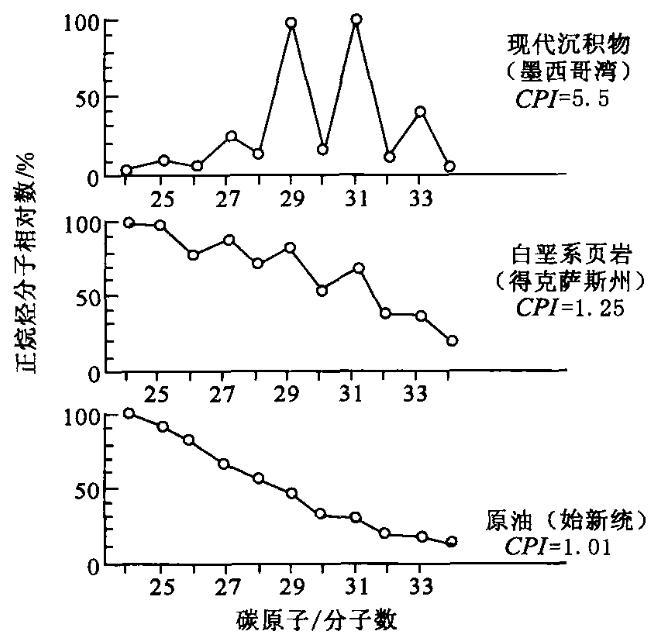 正烷烃分子相对数/%
100
50
0
25 27 29 31 33
现代沉积物
（墨西哥湾）
CPI=5.5
100
50
0
25 27 29 31 33
白垩系页岩
（得克萨斯州）
CPI=1.25
100
50
0
25 27 29 31 33
原油（始新统）
CPI=1.01
碳原子/分子数